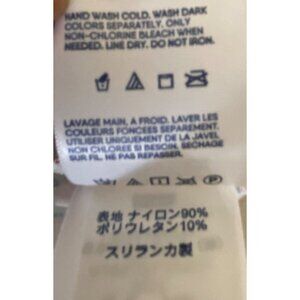 HAND WASH COLD. WASH DARK
COLORS SEPARATELY. ONLY
NON-CHLORINE BLEACH WHEN
NEEDED. LINE DRY. DO NOT IRON.
LAVAGE MAIN, A FROID. LAVER LES
COULEURS FONCEES SEPAREMENT.
UTILISER UNIQUEMENT DE LA JAVEL
NON CHLOREE SI BESOIN. SECHAGE
SUR FIL. NE PAS REPASSER.
表地 ナイロン90%
ポリウレタン10%
スリランカ製